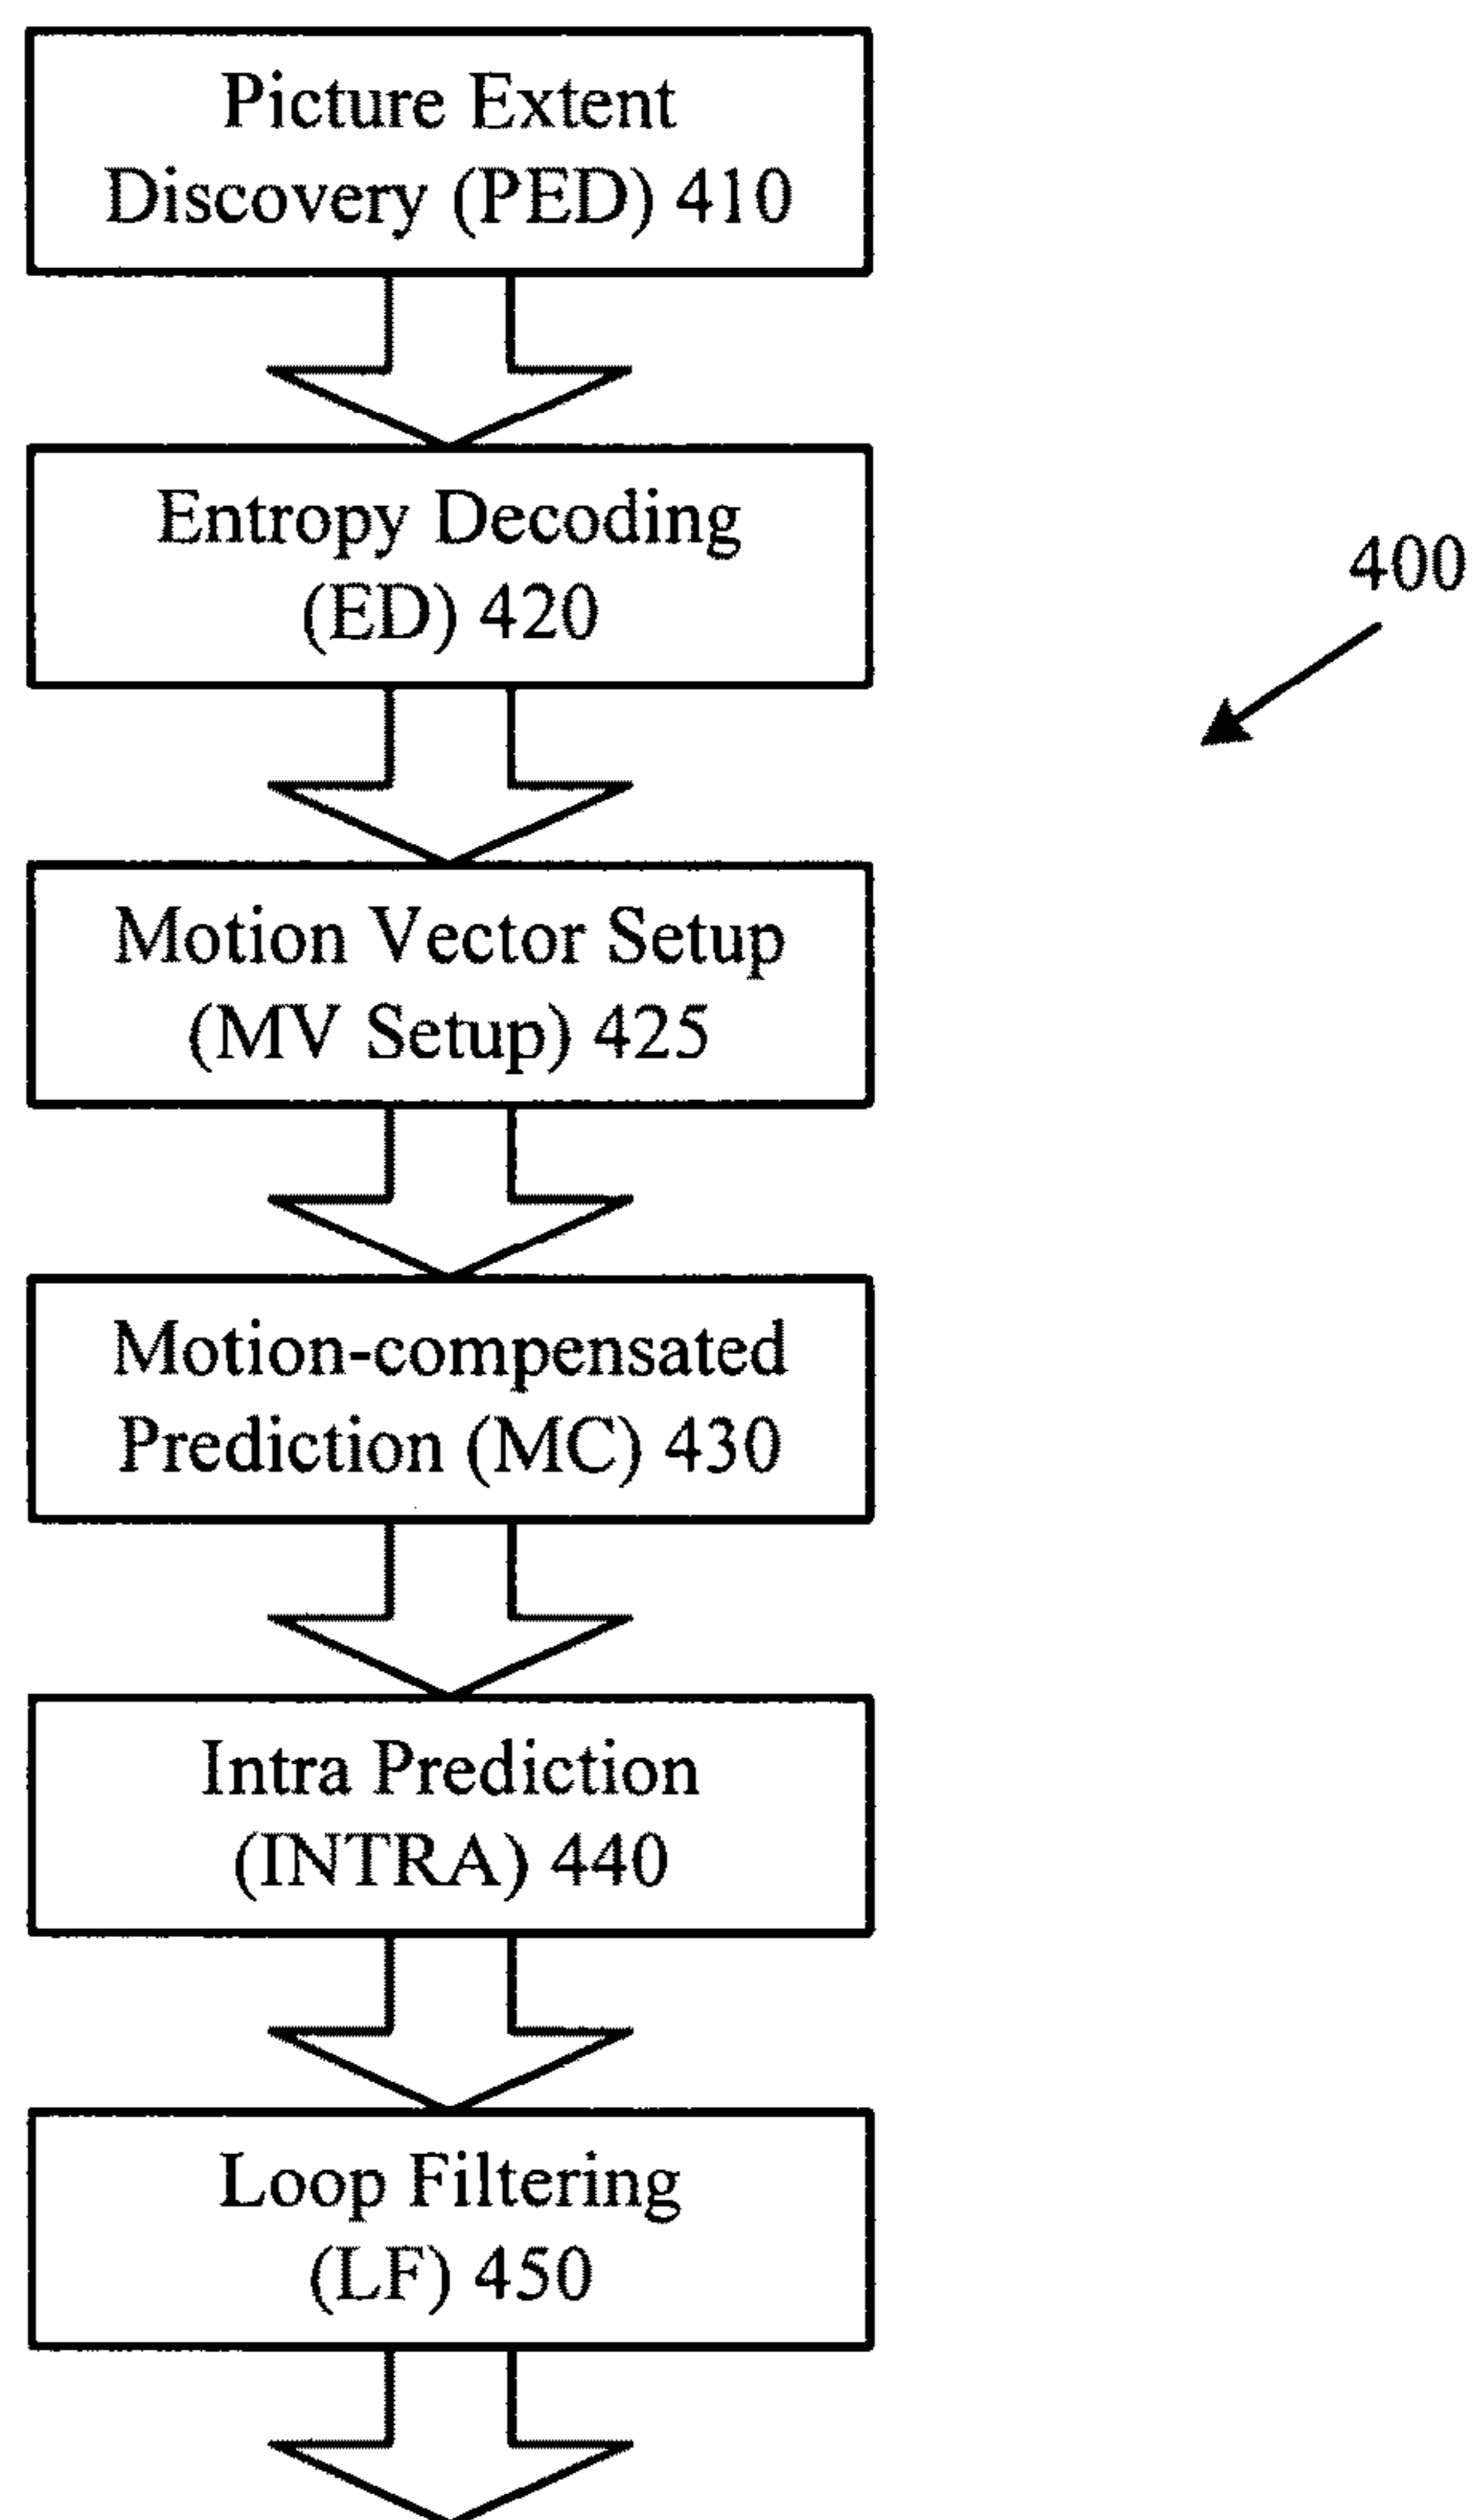 Picture Extent
Discovery (PED) 410
Entropy Decoding
(ED) 420
400
Motion Vector Setup
(MV Setup) 425
Motion-compensated
Prediction (MC) 430
Intra Prediction
(INTRA) 440
Loop Filtering
(LF) 450